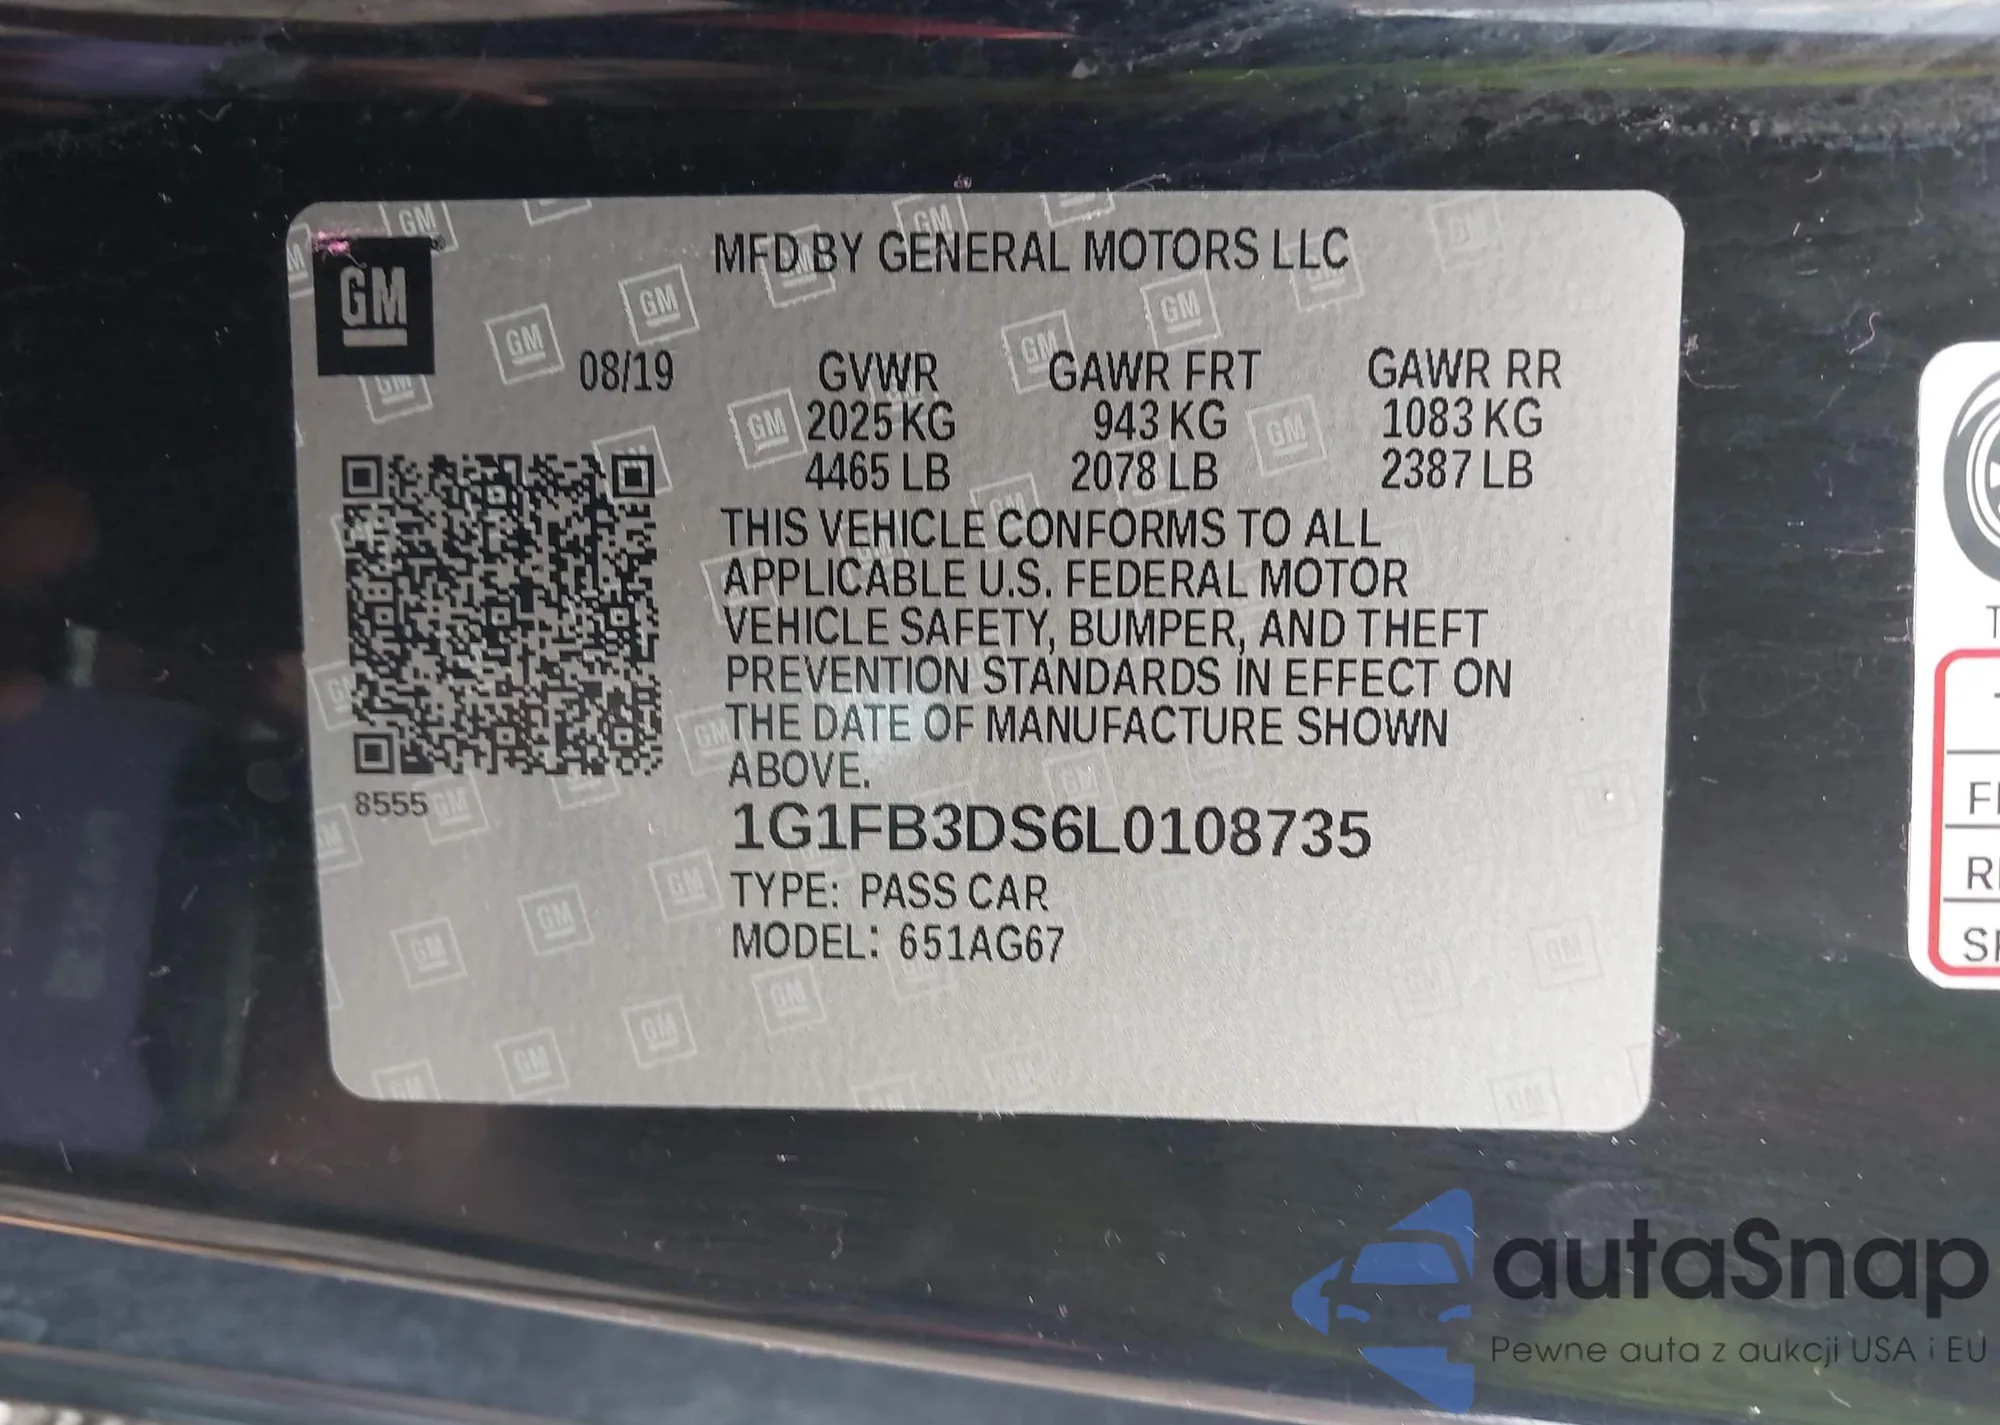 GM
MFD BY GENERAL MOTORS LLC
08/19 GVWR GAWR FRT GAWR RR
2025 KG 943 KG 1083 KG
4465 LB 2078 LB 2387 LB
THIS VEHICLE CONFORMS TO ALL
APPLICABLE U.S. FEDERAL MOTOR
VEHICLE SAFETY, BUMPER, AND THEFT
PREVENTION STANDARDS IN EFFECT ON
THE DATE OF MANUFACTURE SHOWN
ABOVE.
8555
1G1FB3DS6L0108735
TYPE: PASS CAR
MODEL: 651AG67
autaSnap
Pewne auta z aukcji USA i EU